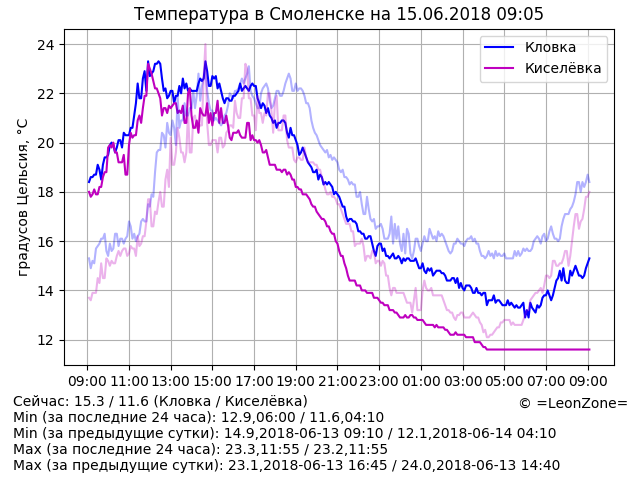 Температура в Смоленске на 15.06.2018 09:05
градусов Цельсия, °C
24
22
20
18
16
14
12
Кловка
Киселёвка
09:00 11:00 13:00 15:00 17:00 19:00 21:00 23:00 01:00 03:00 05:00 07:00 09:00
Сейчас: 15.3 / 11.6 (Кловка / Киселёвка)
© =LeonZone=
Min (за последние 24 часа): 12.9,06:00 / 11.6,04:10
Min (за предыдущие сутки): 14.9,2018-06-13 09:10 / 12.1,2018-06-14 04:10
Max (за последние 24 часа): 23.3,11:55 / 23.2,11:55
Max (за предыдущие сутки): 23.1,2018-06-13 16:45 / 24.0,2018-06-13 14:40